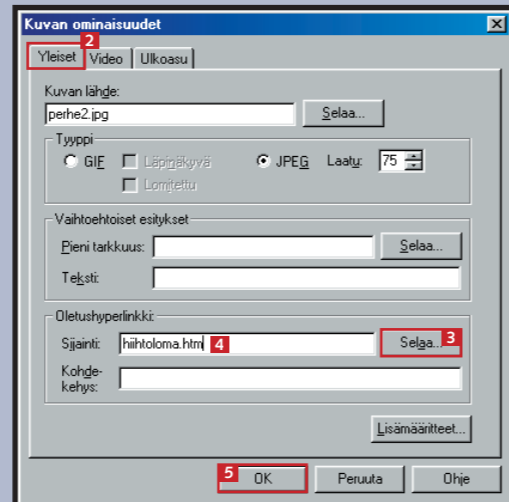 Kuvan ominaisuudet
2
Yleiset Video Ulkoasu
Kuvan lähde:
perhe2.jpg Selaa...
Tyyppi
GIF Läpinäkyvä JPEG Laatu: 75
Lomitettu
Vaihtoehtoiset esitykset
Pieni tarkkuus: Selaa...
Teksti:
Oletushyperlinkki:
Sijainti: hiihtoloma.htm 4 Selaa... 3
Kohde-
kehys:
Lisämääritteet...
5 OK Peruuta Ohje